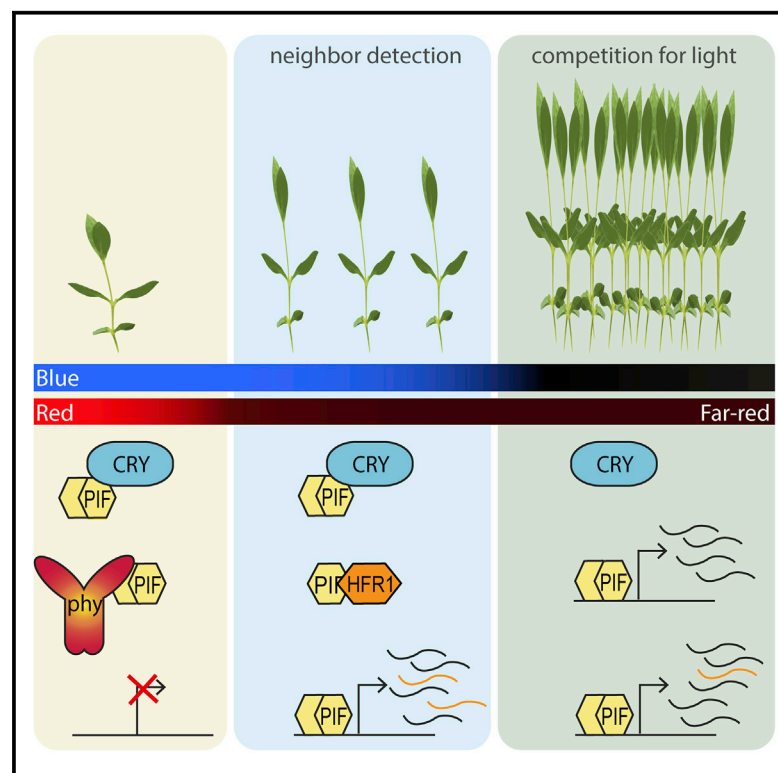 neighbor detection
competition for light
Blue
Red
Far-red
CRY
PIF
CRY
PIF
CRY
phy
PIF
PIF
HFR1
PIF
PIF
PIF